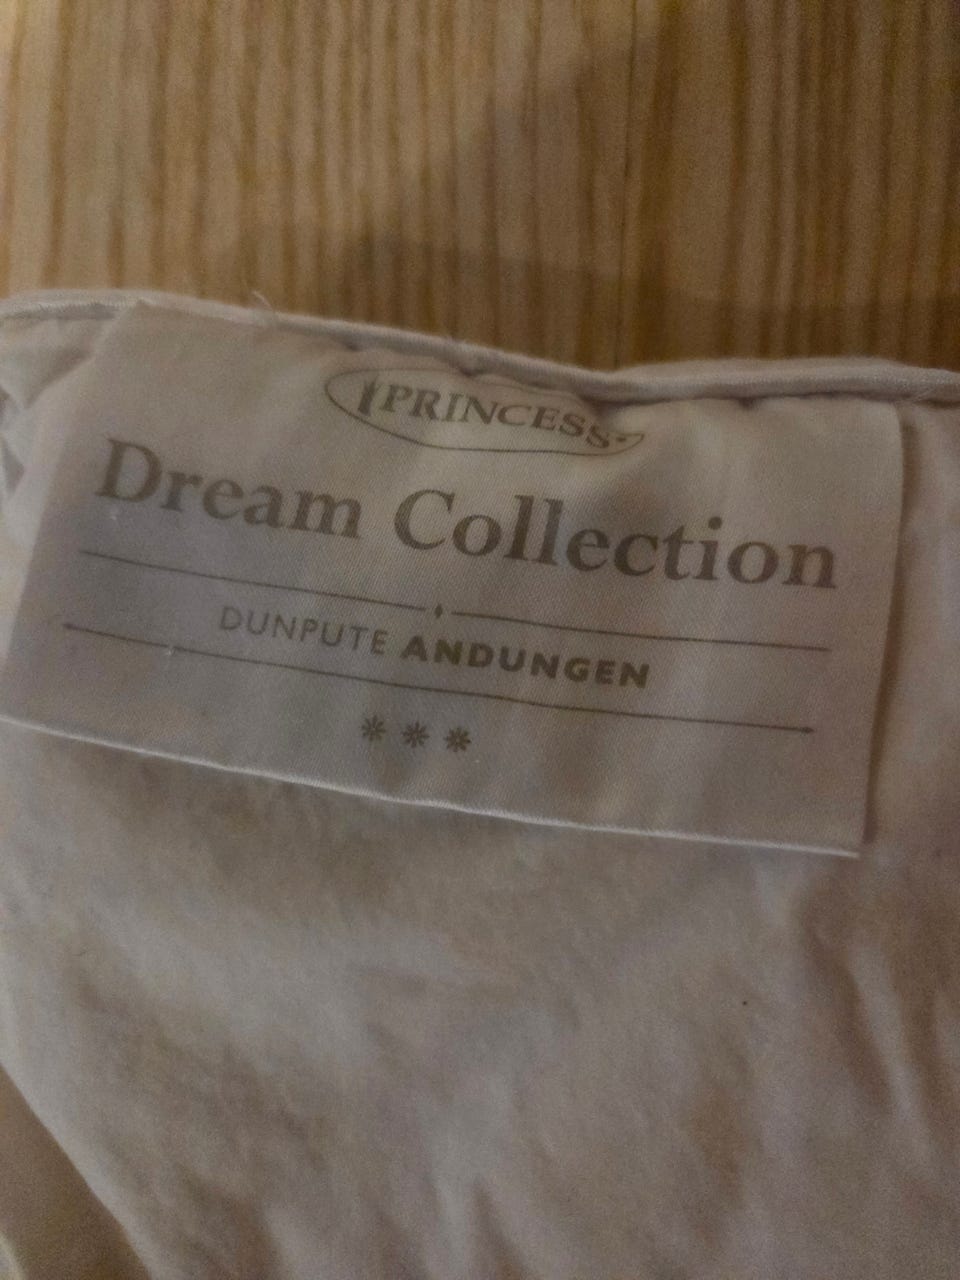 PRINCESS
Dream Collection
DUNPUTE ANDUNGEN
***